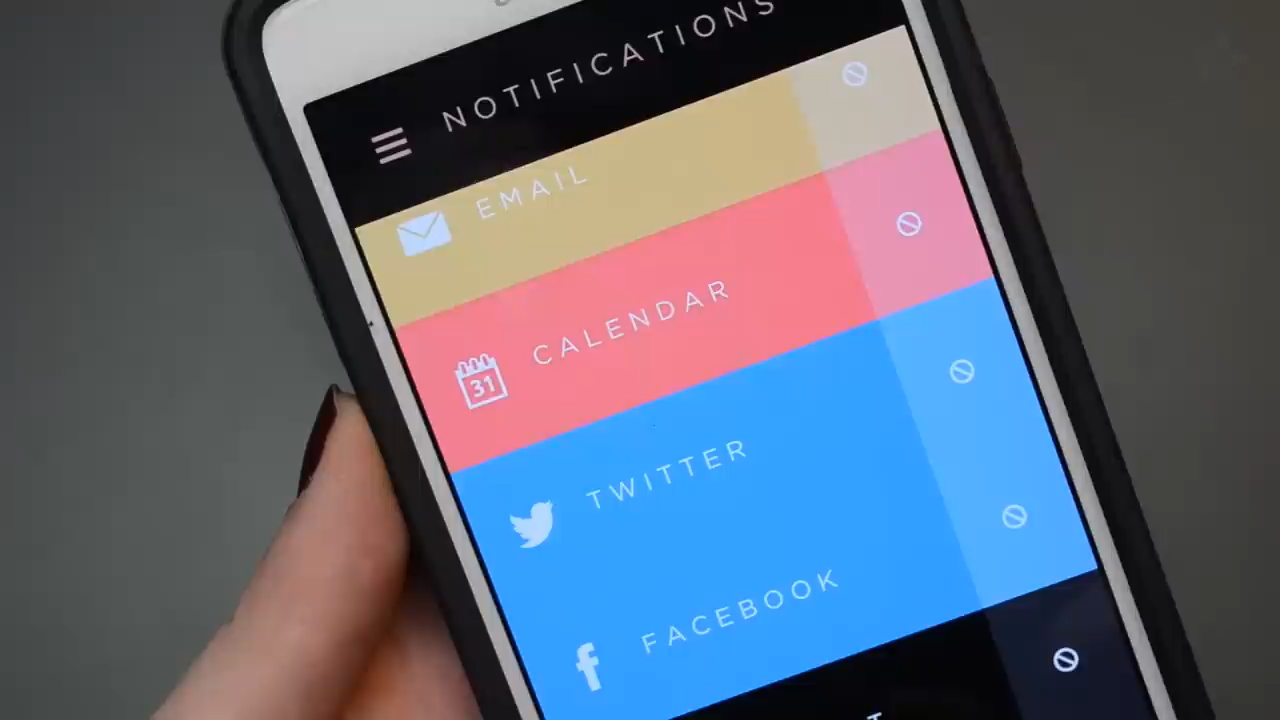 NOTIFICATIONS
EMAIL
CALENDAR
31
TWITTER
FACEBOOK